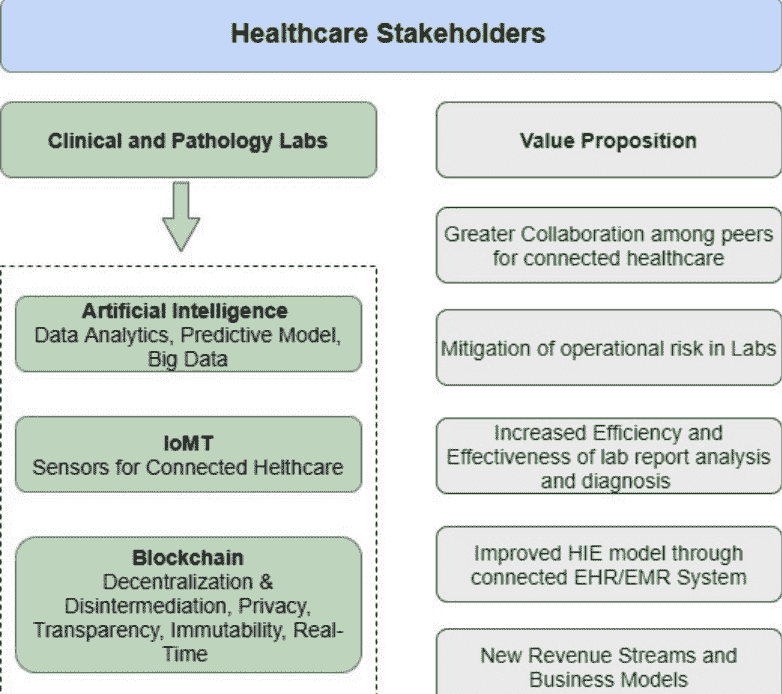 Healthcare Stakeholders
Clinical and Pathology Labs
Artificial Intelligence
Data Analytics, Predictive Model,
Big Data
IoMT
Sensors for Connected Helthcare
Blockchain
Decentralization &
Disintermediation, Privacy,
Transparency, Immutability, Real-
Time
Value Proposition
Greater Collaboration among peers
for connected healthcare
Mitigation of operational risk in Labs
Increased Efficiency and
Effectiveness of lab report analysis
and diagnosis
Improved HIE model through
connected EHR/EMR System
New Revenue Streams and
Business Models